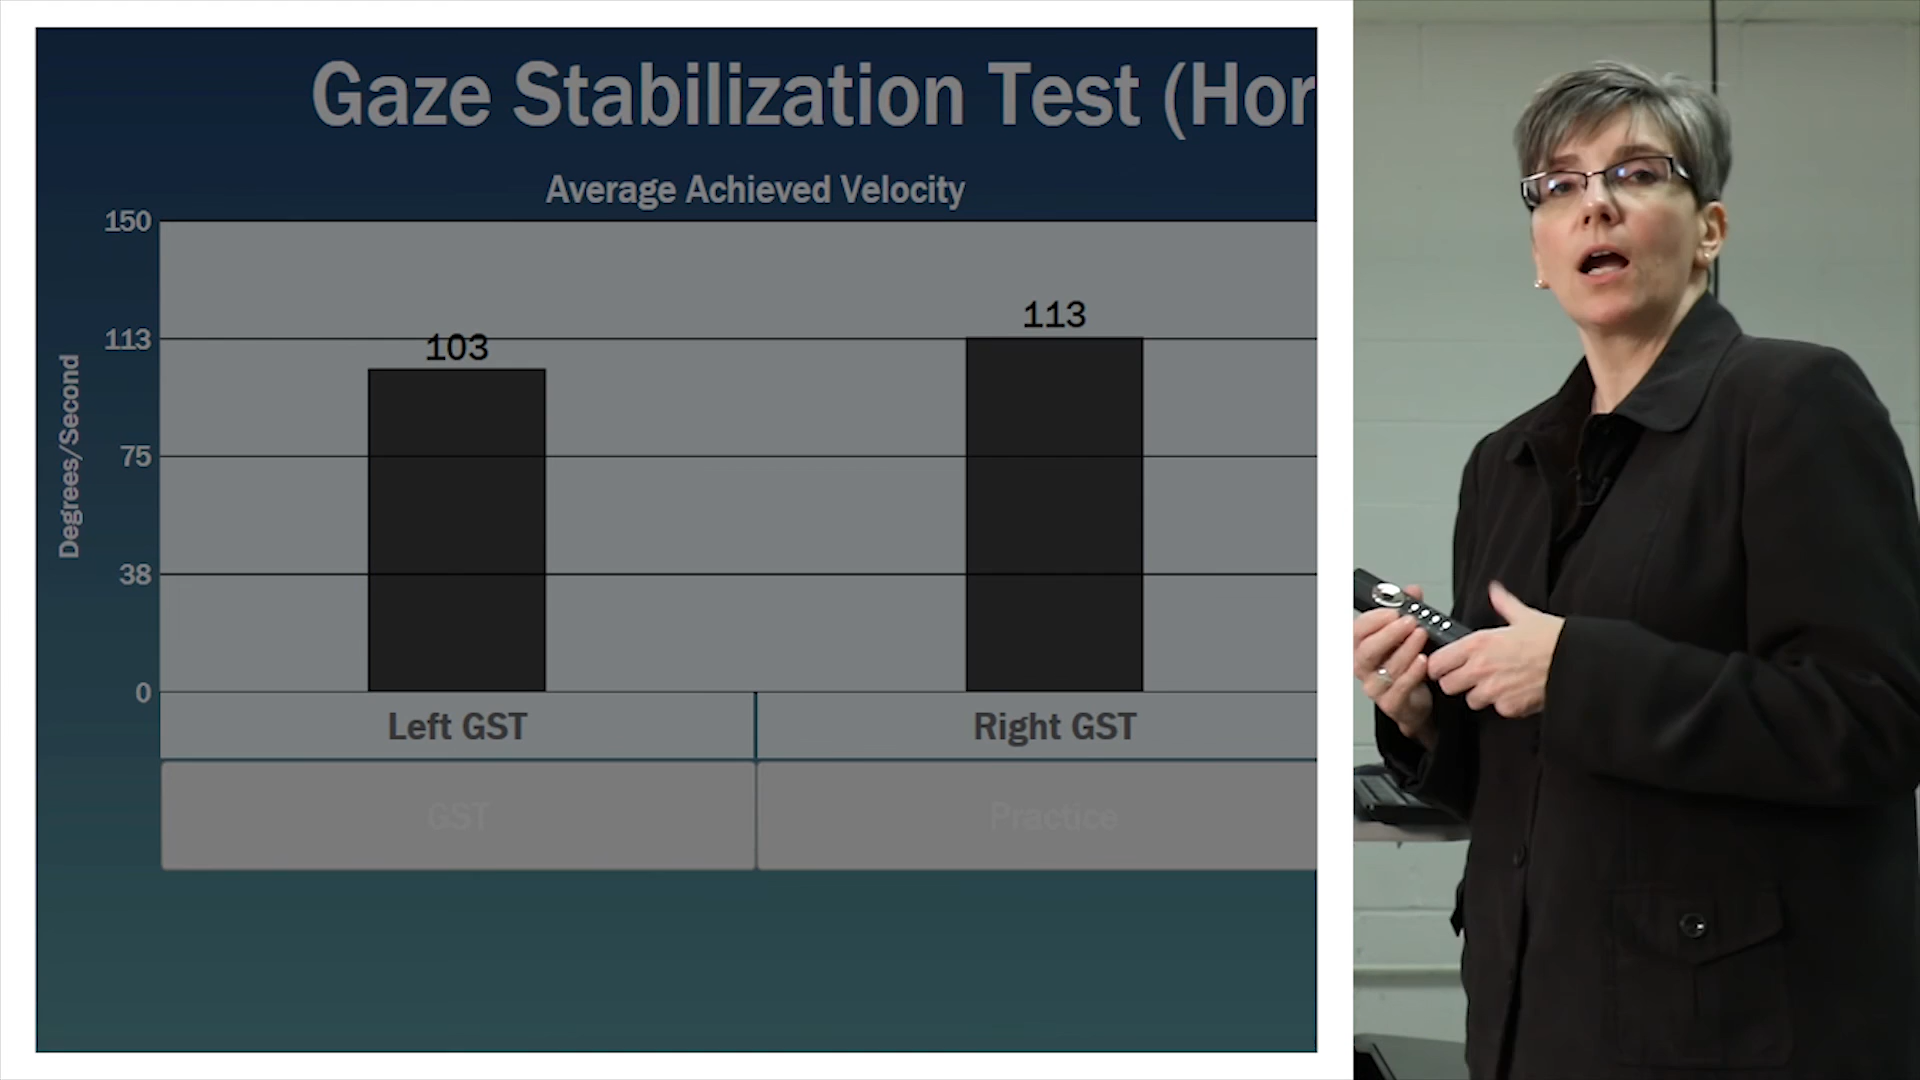 Gaze Stabilization Test (Hor
Average Achieved Velocity
150
113
75
38
0
Degrees/Second
103
113
Left GST
Right GST
GST
Practice